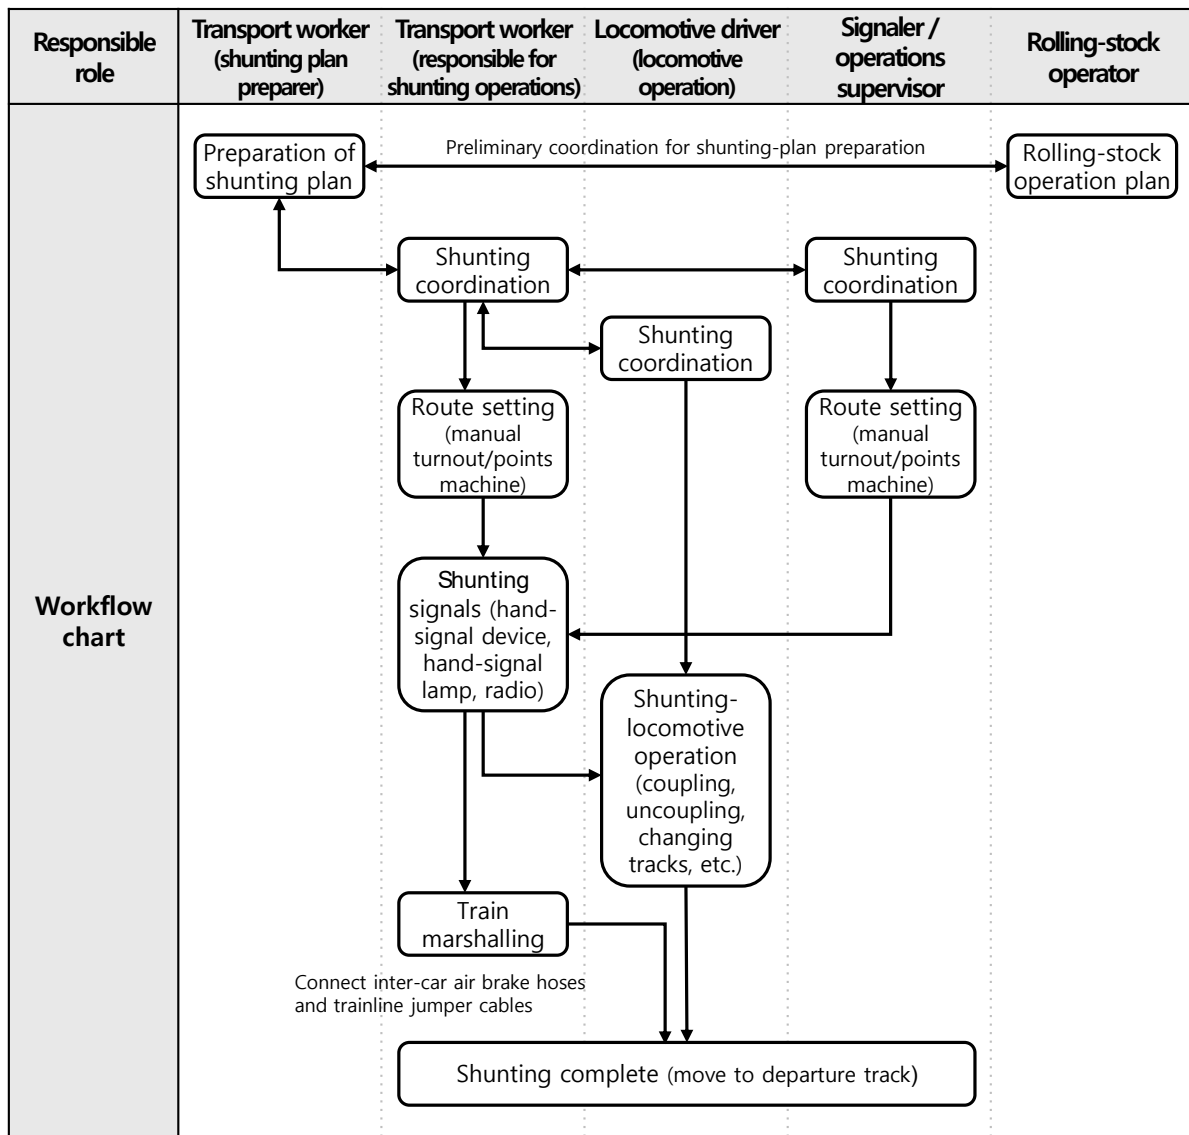 Responsible
role
Transport worker
(shunting plan
preparer)
Transport worker
(responsible for
shunting operations)
Locomotive driver
(locomotive
operation)
Signaler /
operations
supervisor
Rolling-stock
operator
Workflow
chart
Preparation of
shunting plan
Preliminary coordination for shunting-plan preparation
Rolling-stock
operation plan
Shunting
coordination
Shunting
coordination
Shunting
coordination
Route setting
(manual
turnout/points
machine)
Route setting
(manual
turnout/points
machine)
Shunting
signals (hand-
signal device,
hand-signal
lamp, radio)
Shunting-
locomotive
operation
(coupling,
uncoupling,
changing
tracks, etc.)
Train
marshalling
Connect inter-car air brake hoses
and trainline jumper cables
Shunting complete (move to departure track)